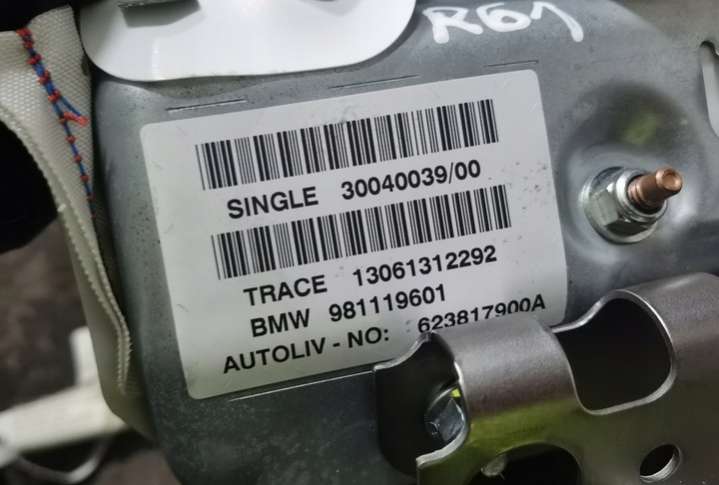 R61
SINGLE 30040039/00
TRACE 13061312292
BMW 981119601
AUTOLIV - NO: 623817900A